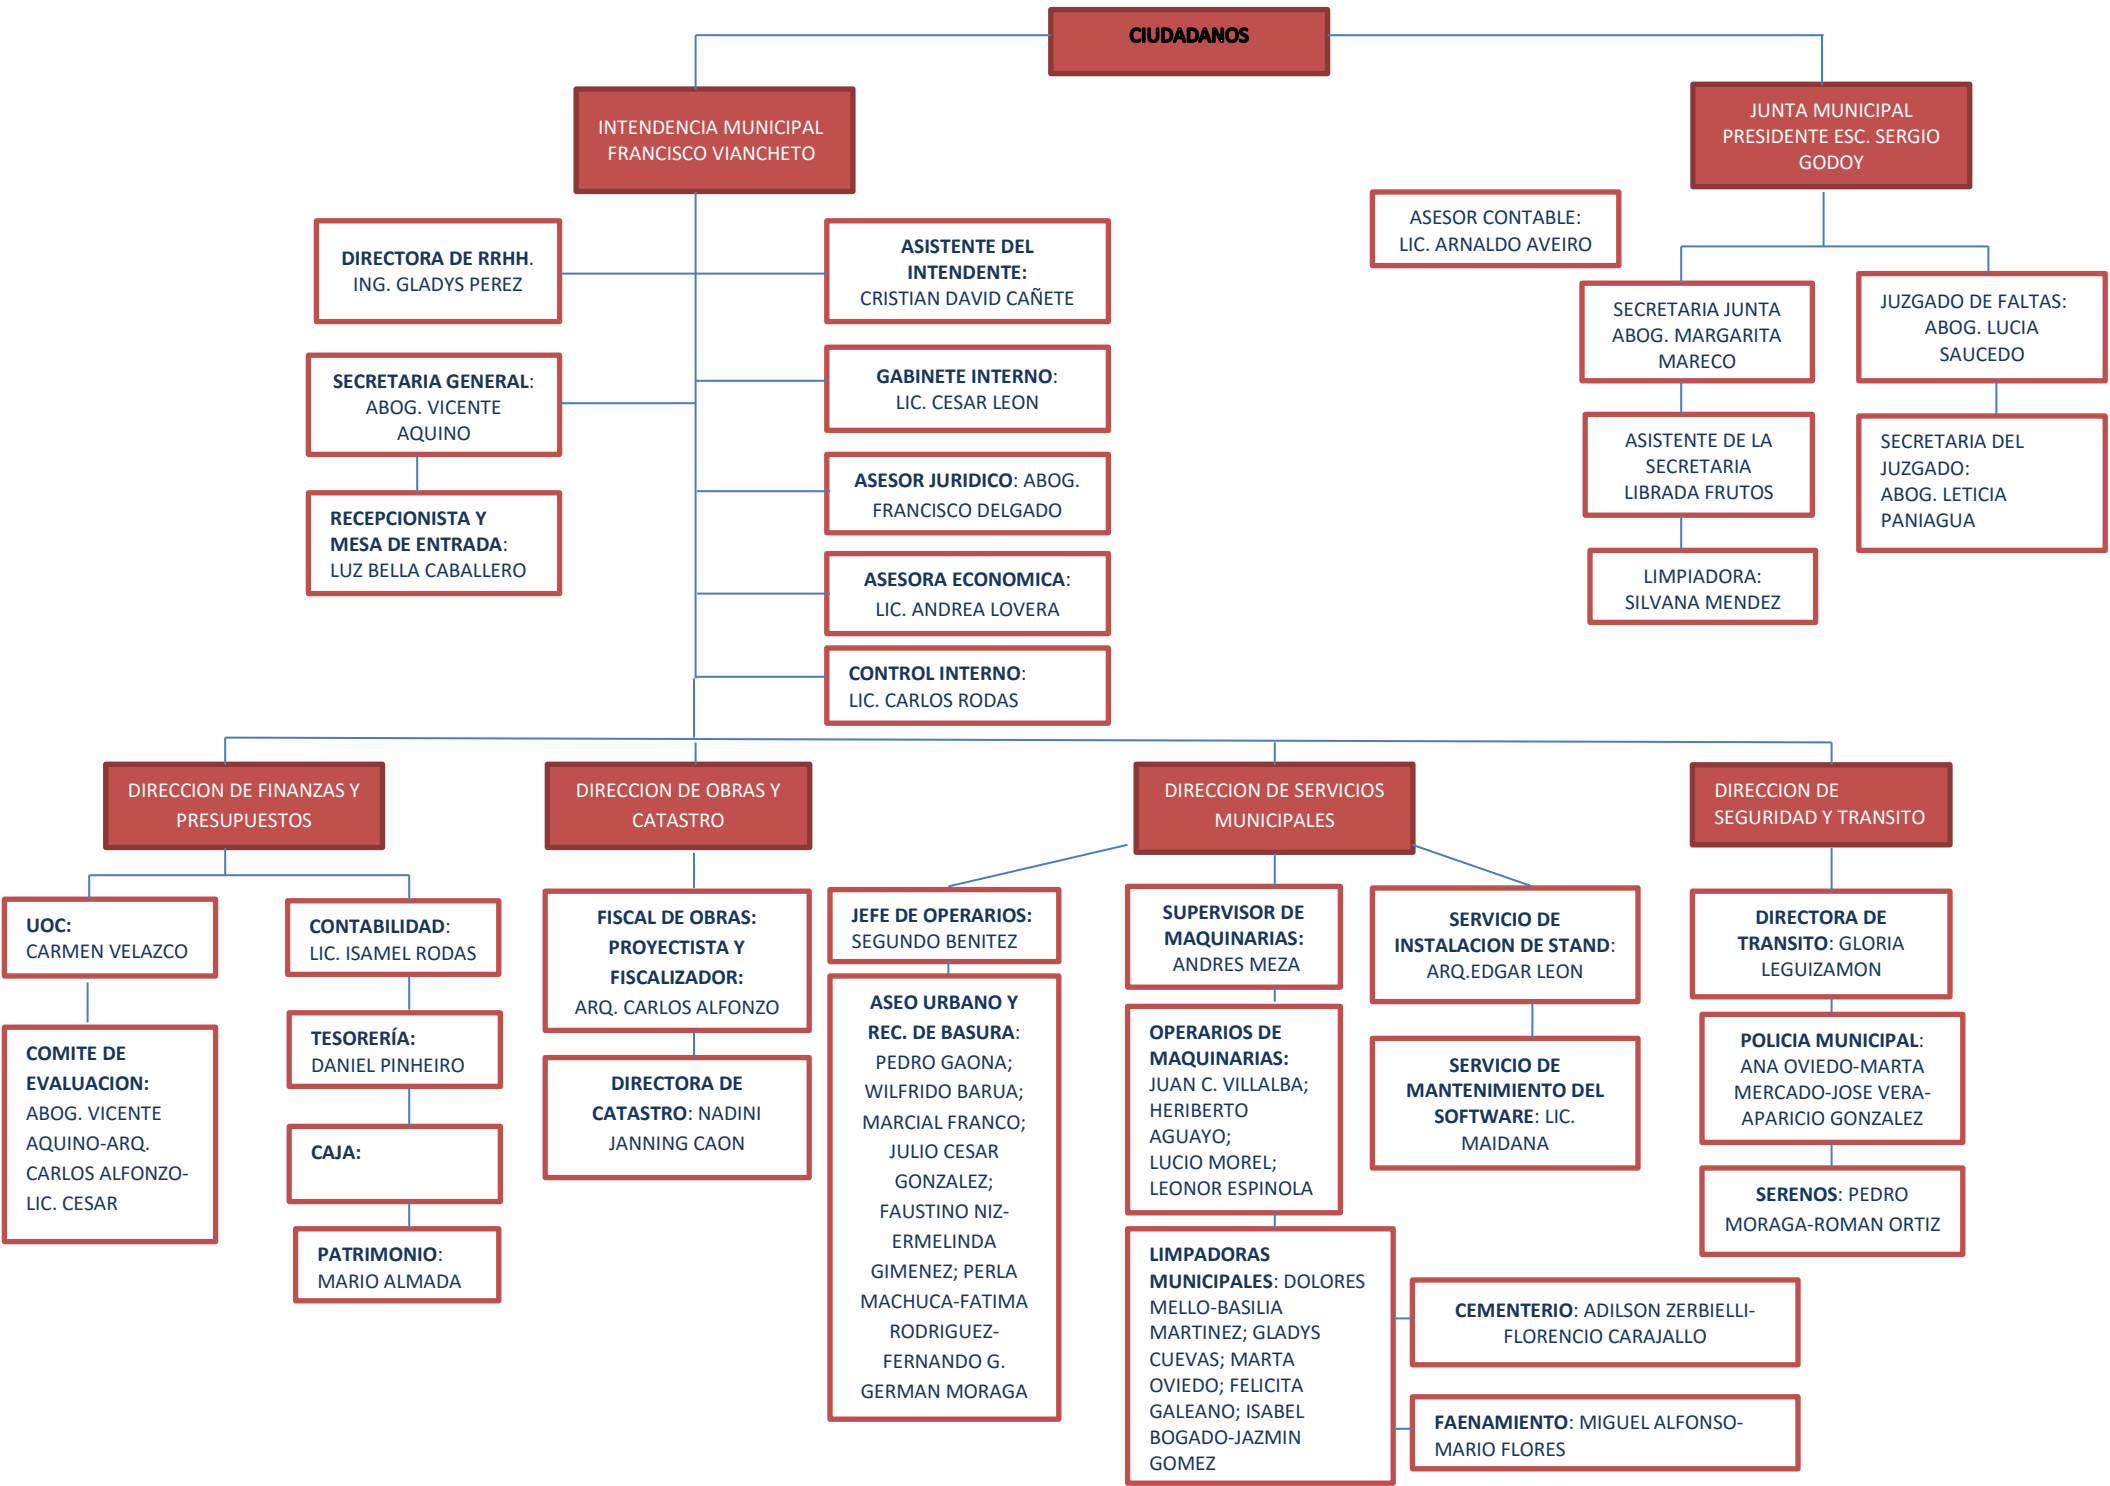 CIUDADANOS
INTENDENCIA MUNICIPAL
FRANCISCO VIANCHETO
JUNTA MUNICIPAL
PRESIDENTE ESC. SERGIO
GODOY
DIRECTORA DE RRHH.
ING. GLADYS PEREZ
ASISTENTE DEL
INTENDENTE:
CRISTIAN DAVID CAÑETE
ASESOR CONTABLE:
LIC. ARNALDO AVEIRO
SECRETARIA JUNTA
ABOG. MARGARITA
MARECO
JUZGADO DE FALTAS:
ABOG. LUCIA
SAUCEDO
SECRETARIA GENERAL:
ABOG. VICENTE
AQUINO
GABINETE INTERNO:
LIC. CESAR LEON
ASISTENTE DE LA
SECRETARIA
LIBRADA FRUTOS
SECRETARIA DEL
JUZGADO:
ABOG. LETICIA
PANIAGUA
RECEPCIONISTA Y
MESA DE ENTRADA:
LUZ BELLA CABALLERO
ASESOR JURIDICO: ABOG.
FRANCISCO DELGADO
ASESORA ECONOMICA:
LIC. ANDREA LOVERA
LIMPIADORA:
SILVANA MENDEZ
CONTROL INTERNO:
LIC. CARLOS RODAS
DIRECCION DE FINANZAS Y
PRESUPUESTOS
DIRECCION DE OBRAS Y
CATASTRO
DIRECCION DE SERVICIOS
MUNICIPALES
DIRECCION DE
SEGURIDAD Y TRANSITO
UOC:
CARMEN VELAZCO
COMITE DE
EVALUACION:
ABOG. VICENTE
AQUINO-ARQ.
CARLOS ALFONZO-
LIC. CESAR
CONTABILIDAD:
LIC. ISAMEL RODAS
TESORERÍA:
DANIEL PINHEIRO
CAJA:
PATRIMONIO:
MARIO ALMADA
FISCAL DE OBRAS:
PROYECTISTA Y
FISCALIZADOR:
ARQ. CARLOS ALFONZO
DIRECTORA DE
CATASTRO: NADINI
JANNING CAON
JEFE DE OPERARIOS:
SEGUNDO BENITEZ
ASEO URBANO Y
REC. DE BASURA:
PEDRO GAONA;
WILFRIDO BARUA;
MARCIAL FRANCO;
JULIO CESAR
GONZALEZ;
FAUSTINO NIZ-
ERMELINDA
GIMENEZ; PERLA
MACHUCA-FATIMA
RODRIGUEZ-
FERNANDO G.
GERMAN MORAGA
SUPERVISOR DE
MAQUINARIAS:
ANDRES MEZA
OPERARIOS DE
MAQUINARIAS:
JUAN C. VILLALBA;
HERIBERTO
AGUAYO;
LUCIO MOREL;
LEONOR ESPINOLA
LIMPADORAS
MUNICIPALES: DOLORES
MELLO-BASILIA
MARTINEZ; GLADYS
CUEVAS; MARTA
OVIEDO; FELICITA
GALEANO; ISABEL
BOGADO-JAZMIN
GOMEZ
SERVICIO DE
INSTALACION DE STAND:
ARQ.EDGAR LEON
SERVICIO DE
MANTENIMIENTO DEL
SOFTWARE: LIC.
MAIDANA
CEMENTERIO: ADILSON ZERBIELLI-
FLORENCIO CARAJALLO
FAENAMIENTO: MIGUEL ALFONSO-
MARIO FLORES
DIRECTORA DE
TRANSITO: GLORIA
LEGUIZAMON
POLICIA MUNICIPAL:
ANA OVIEDO-MARTA
MERCADO-JOSE VERA-
APARICIO GONZALEZ
SERENOS: PEDRO
MORAGA-ROMAN ORTIZ